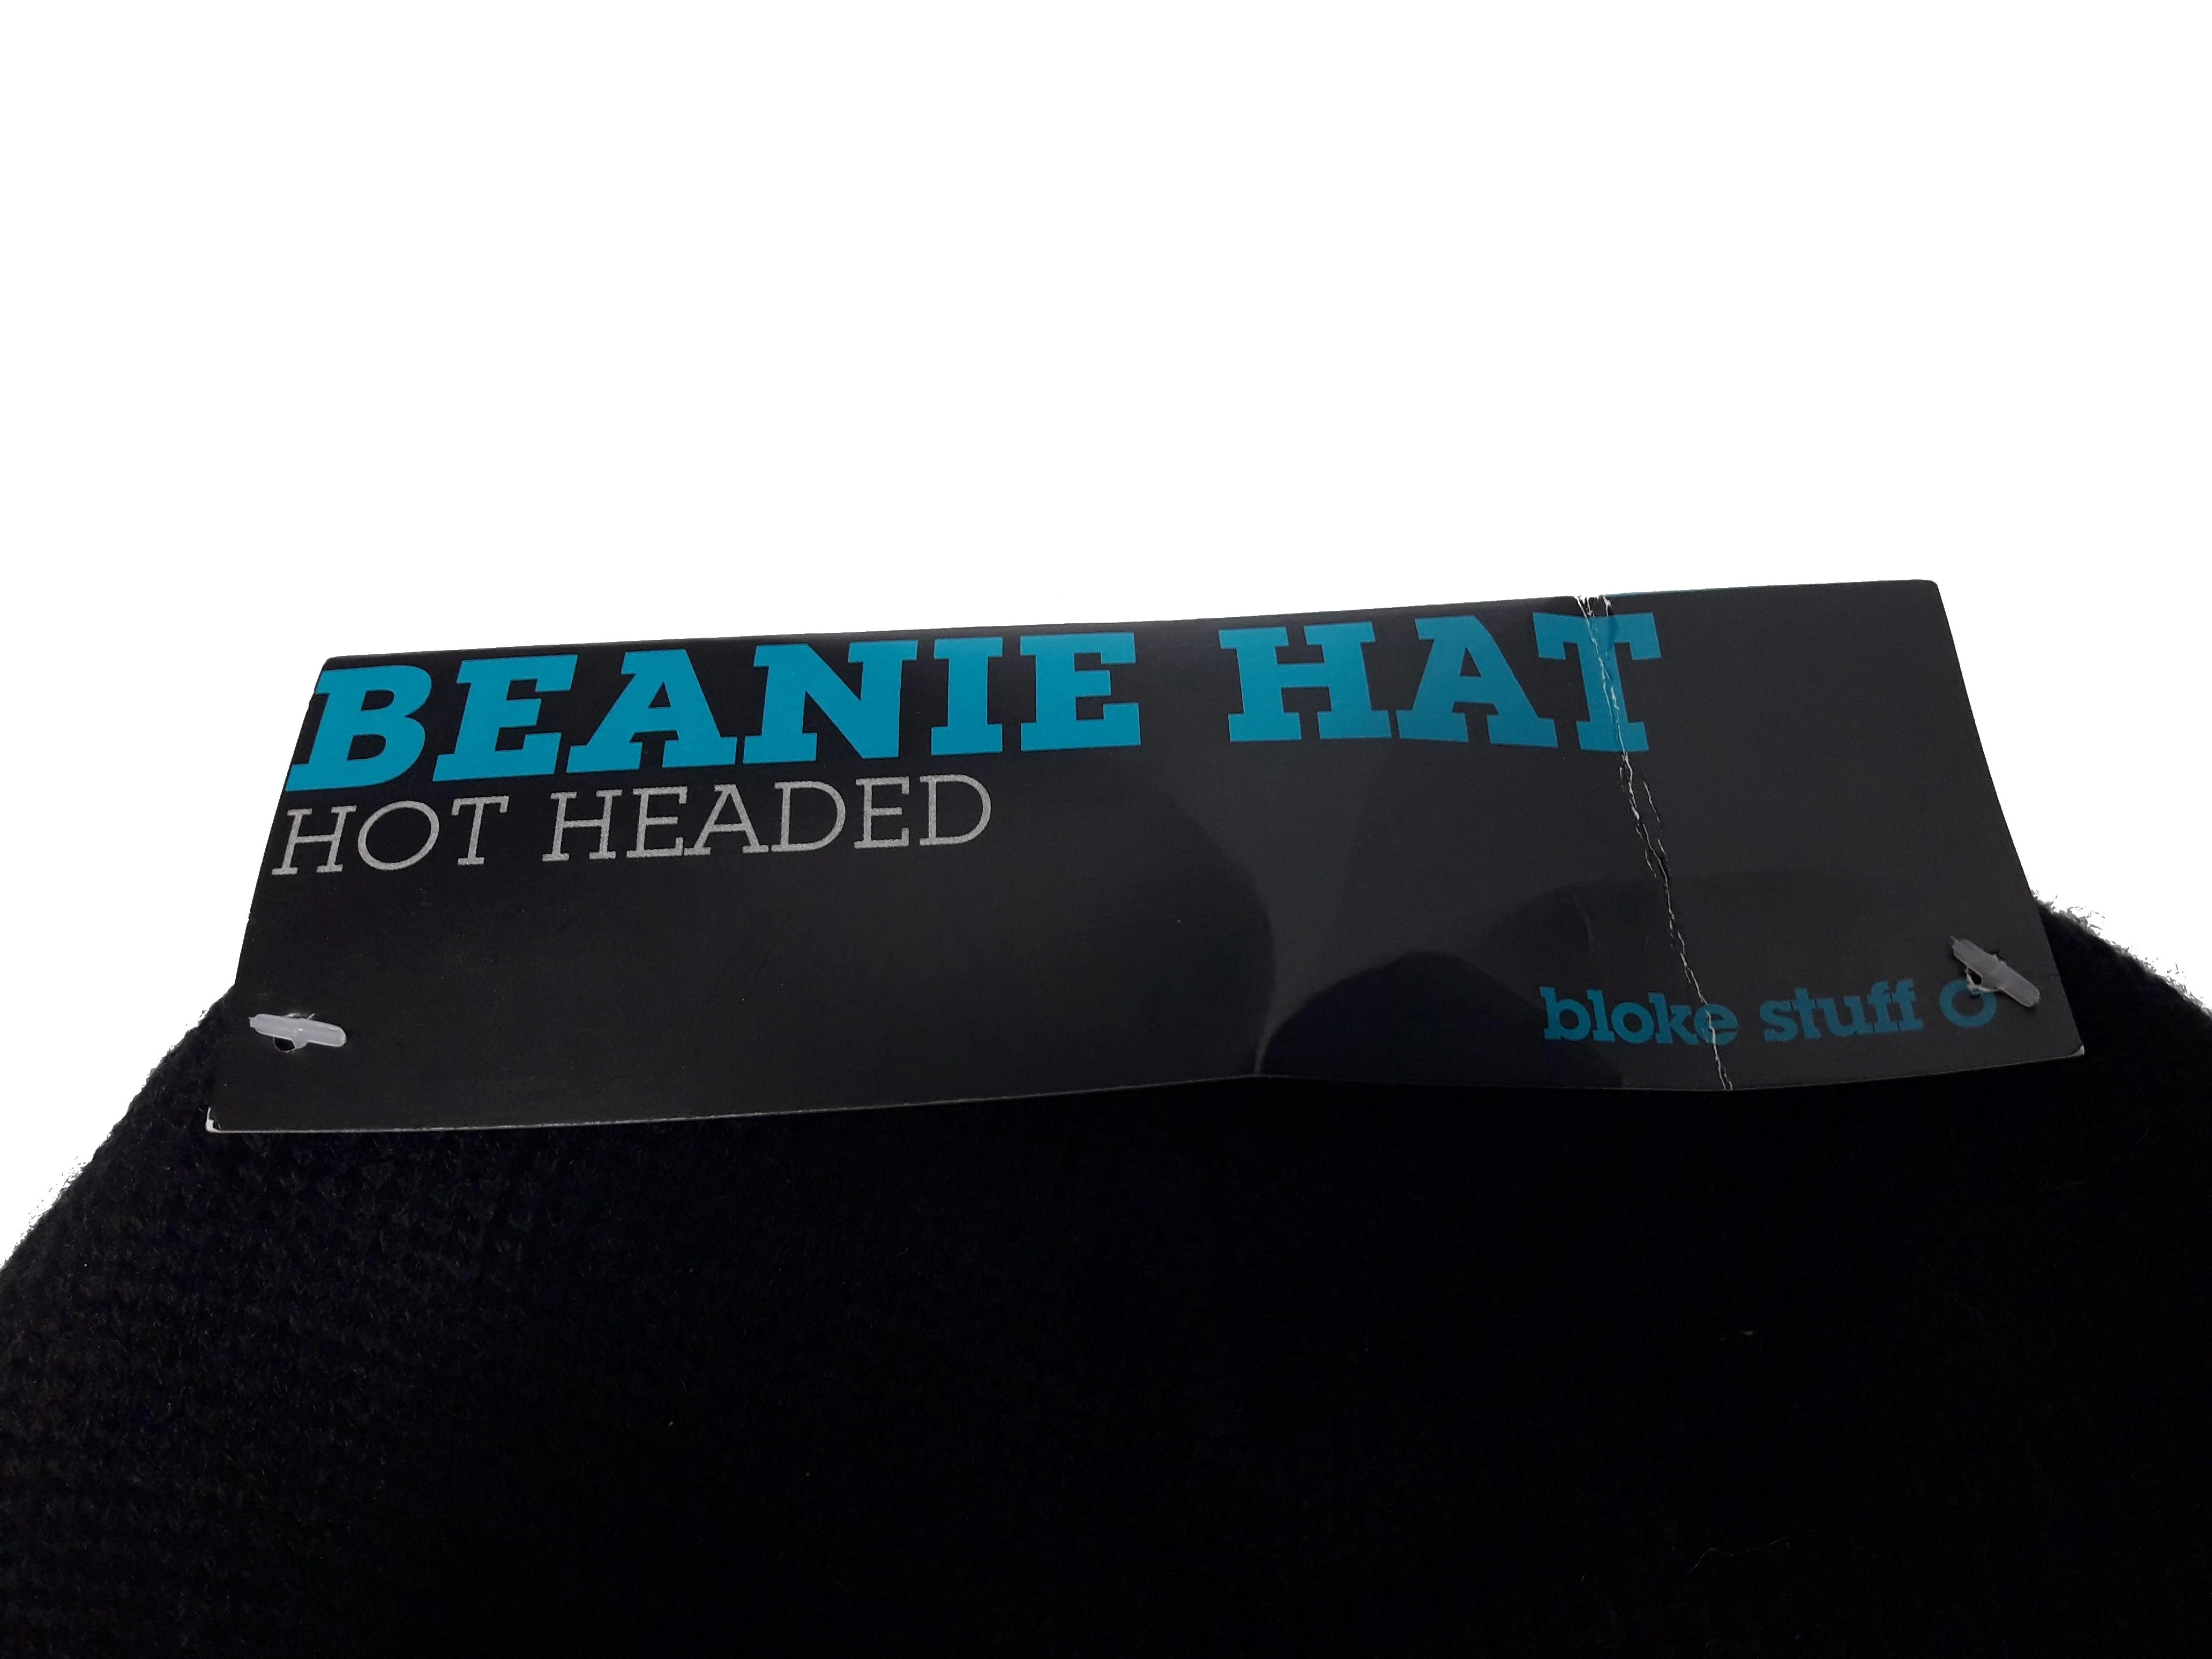 BEANIE HAT
HOT HEADED
bloke stuff